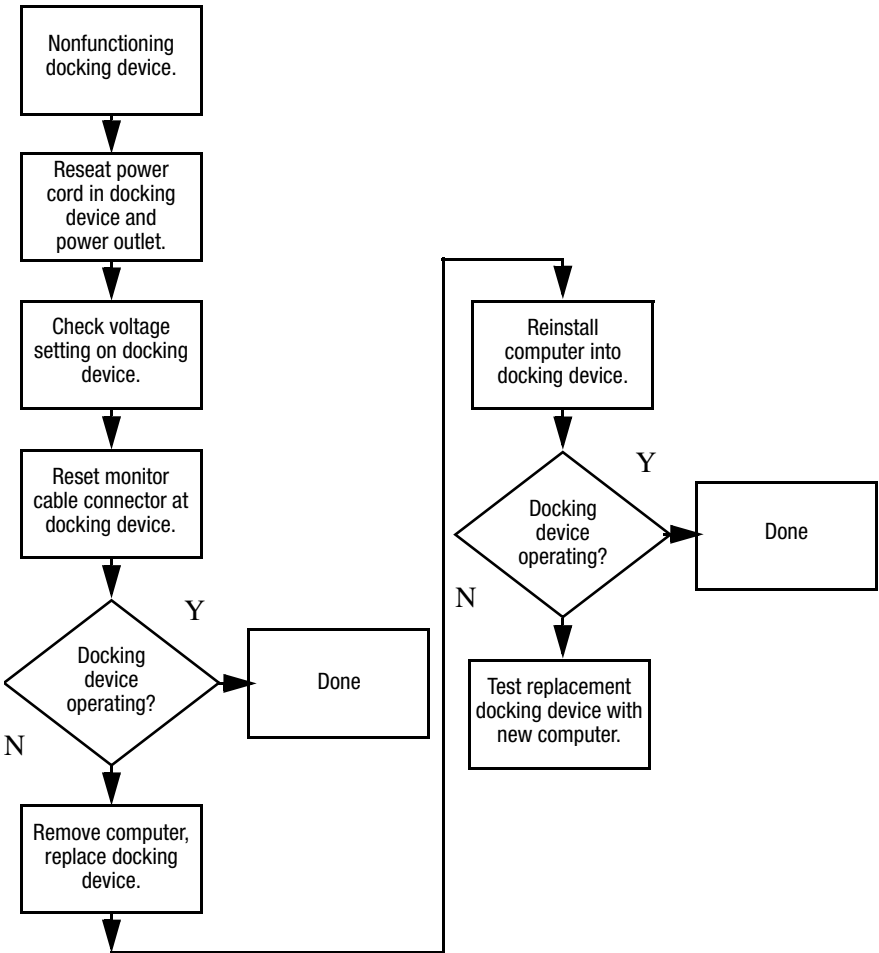 Nonfunctioning
docking device.
Reseat power
cord in docking
device and
power outlet.
Check voltage
setting on docking
device.
Reset monitor
cable connector at
docking device.
Docking
device
operating?
Y
N
Done
Remove computer,
replace docking
device.
Reinstall
computer into
docking device.
Docking
device
operating?
Y
N
Done
Test replacement
docking device with
new computer.